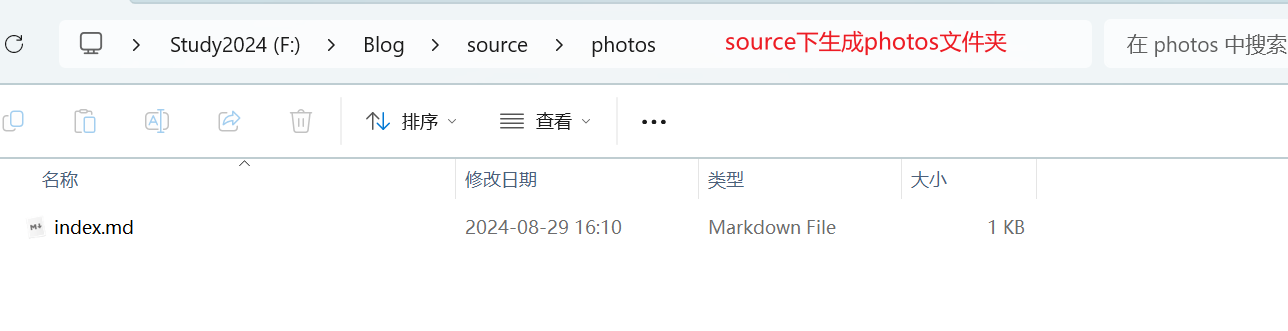 Study2024 (F:) Blog source photos source下生成photos文件夹 在 photos 中搜索
排序 查看
名称 修改日期 类型 大小
index.md 2024-08-29 16:10 Markdown File 1 KB